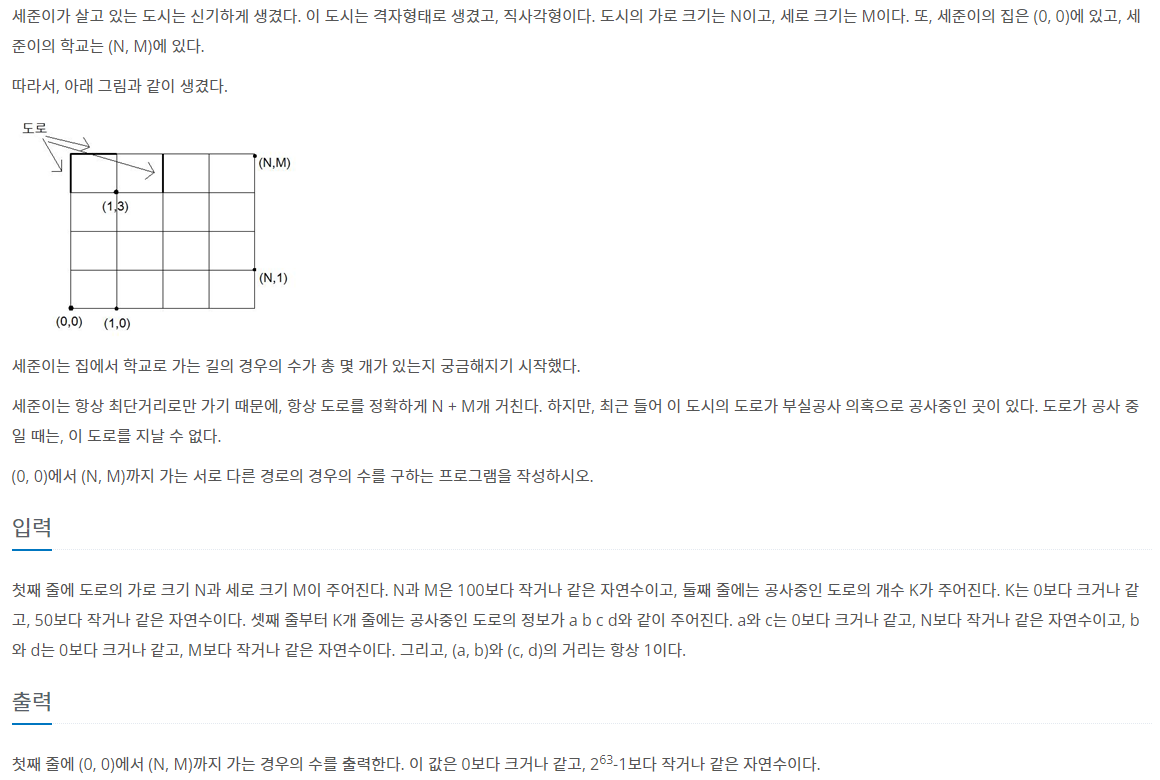 세준이가 살고 있는 도시는 신기하게 생겼다. 이 도시는 격자형태로 생겼고, 직사각형이다. 도시의 가로 크기는 N이고, 세로 크기는 M이다. 또, 세준이의 집은 (0, 0)에 있고, 세
준이의 학교는 (N, M)에 있다.
따라서, 아래 그림과 같이 생겼다.
도로
(N,M)
(1,3)
(N,1)
(0,0) (1,0)
세준이는 집에서 학교로 가는 길의 경우의 수가 총 몇 개가 있는지 궁금해지기 시작했다.
세준이는 항상 최단거리로만 가기 때문에, 항상 도로를 정확하게 N + M개 거친다. 하지만, 최근 들어 이 도시의 도로가 부실공사 의혹으로 공사중인 곳이 있다. 도로가 공사 중
일 때는, 이 도로를 지날 수 없다.
(0, 0)에서 (N, M)까지 가는 서로 다른 경로의 경우의 수를 구하는 프로그램을 작성하시오.
입력
첫째 줄에 도로의 가로 크기 N과 세로 크기 M이 주어진다. N과 M은 100보다 작거나 같은 자연수이고, 둘째 줄에는 공사중인 도로의 개수 K가 주어진다. K는 0보다 크거나 같
고, 50보다 작거나 같은 자연수이다. 셋째 줄부터 K개 줄에는 공사중인 도로의 정보가 a b c d와 같이 주어진다. a와 c는 0보다 크거나 같고, N보다 작거나 같은 자연수이고, b
와 d는 0보다 크거나 같고, M보다 작거나 같은 자연수이다. 그리고, (a, b)와 (c, d)의 거리는 항상 1이다.
출력
첫째 줄에 (0, 0)에서 (N, M)까지 가는 경우의 수를 출력한다. 이 값은 0보다 크거나 같고, 2⁶³-1보다 작거나 같은 자연수이다.